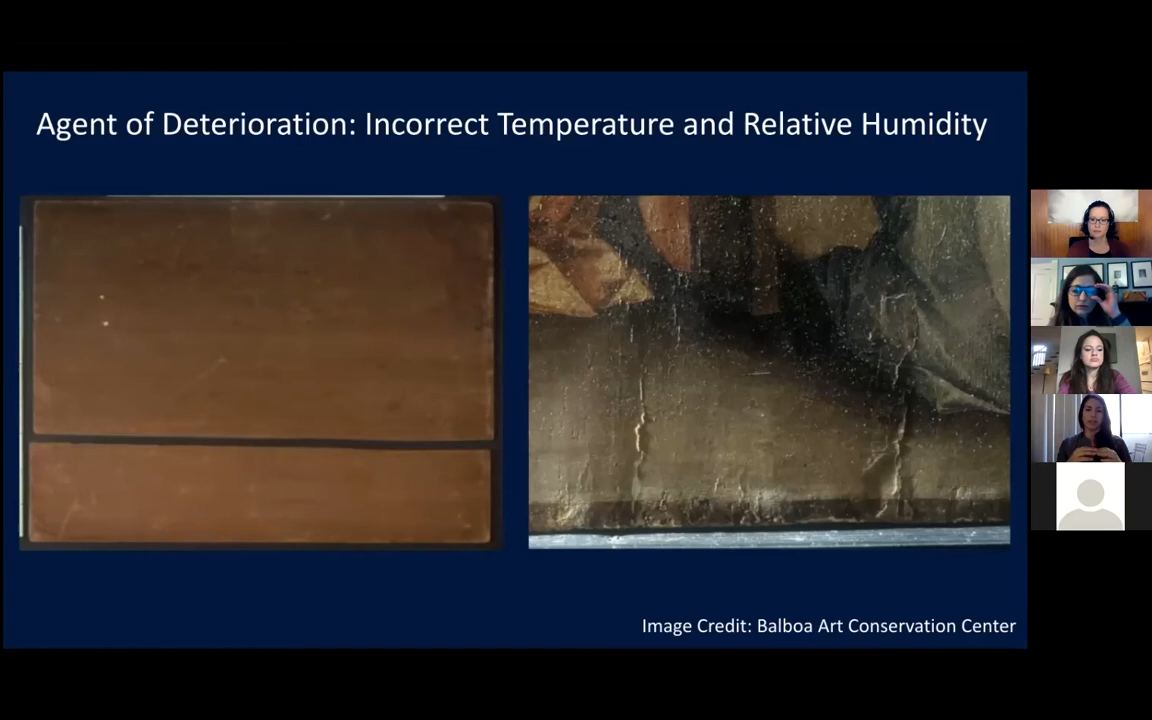 Agent of Deterioration: Incorrect Temperature and Relative Humidity
Image Credit: Balboa Art Conservation Center